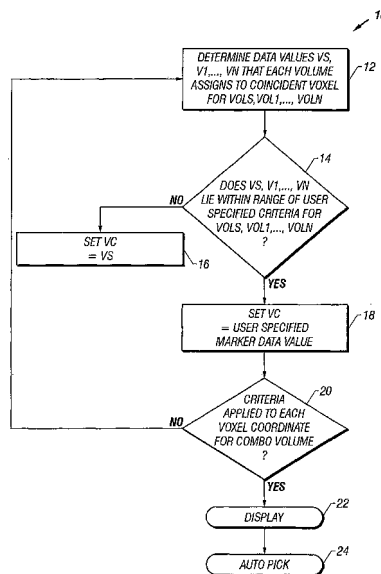 DETERMINE DATA VALUES VS,
V1,..., VN THAT EACH VOLUME
ASSIGNS TO COINCIDENT VOXEL
FOR VOLS,VOL1,..., VOLN
12
14
DOES VS, V1,..., VN
LIE WITHIN RANGE OF USER
SPECIFIED CRITERIA FOR
VOLS, VOL1,..., VOLN
?
NO
SET VC
= VS
16
YES
SET VC
= USER SPECIFIED
MARKER DATA VALUE
18
20
CRITERIA
APPLIED TO EACH
VOXEL COORDINATE
FOR COMBO VOLUME
?
NO
YES
22
DISPLAY
24
AUTO PICK